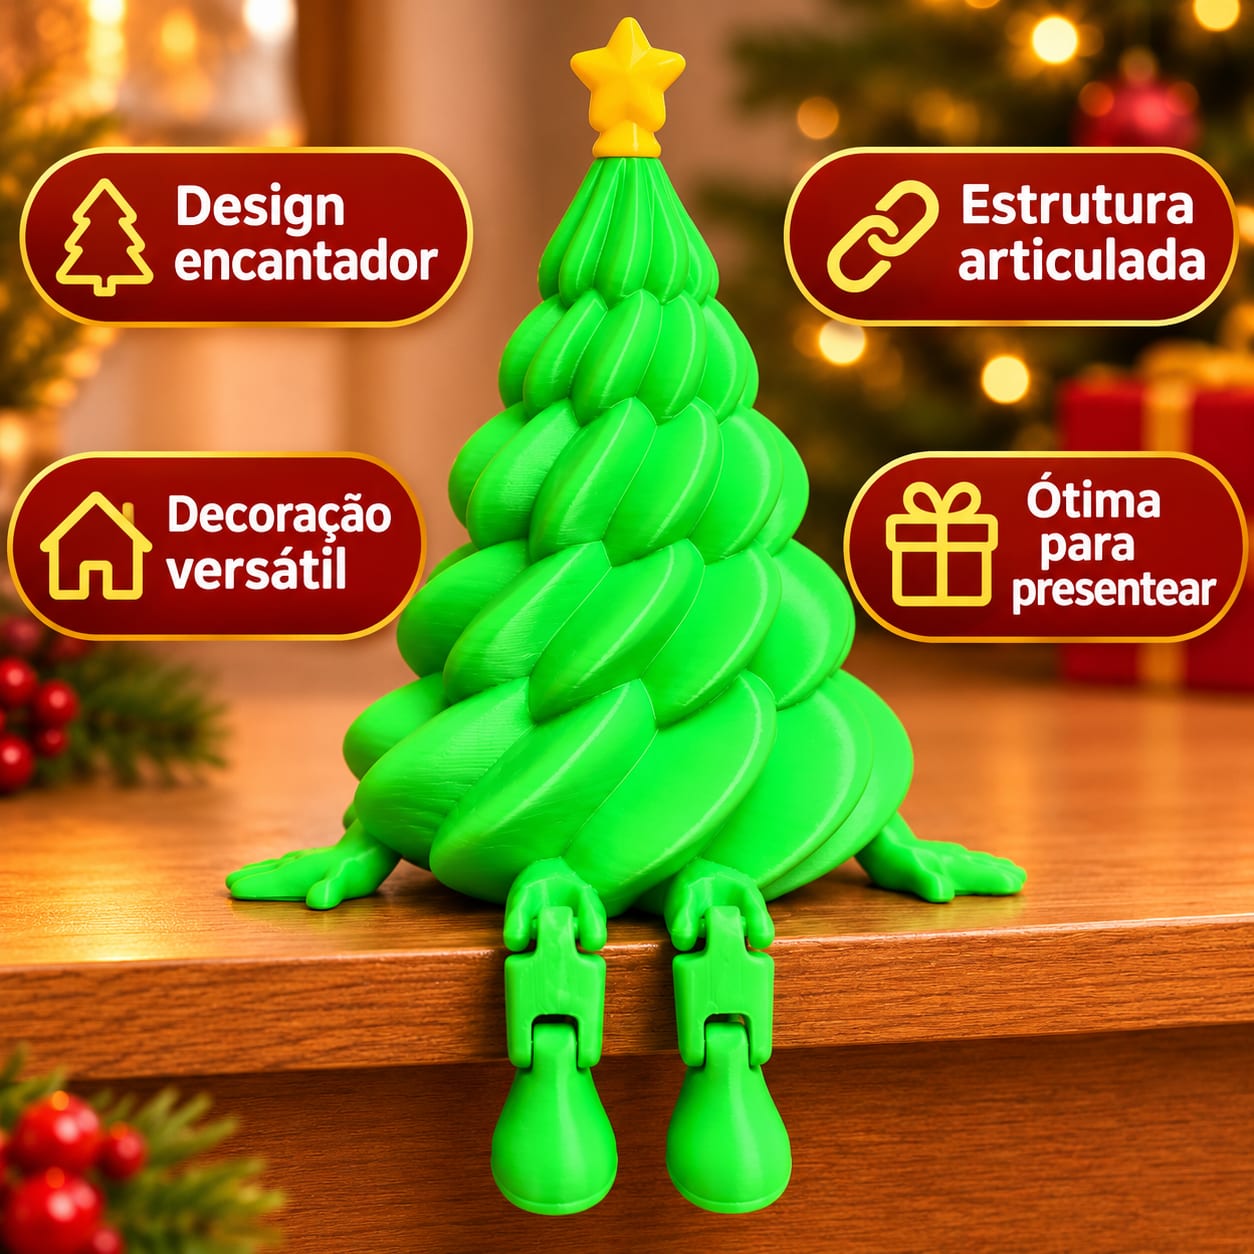 Design
encantador
Estrutura
articulada
Decoração
versátil
Ótima
para
presentear